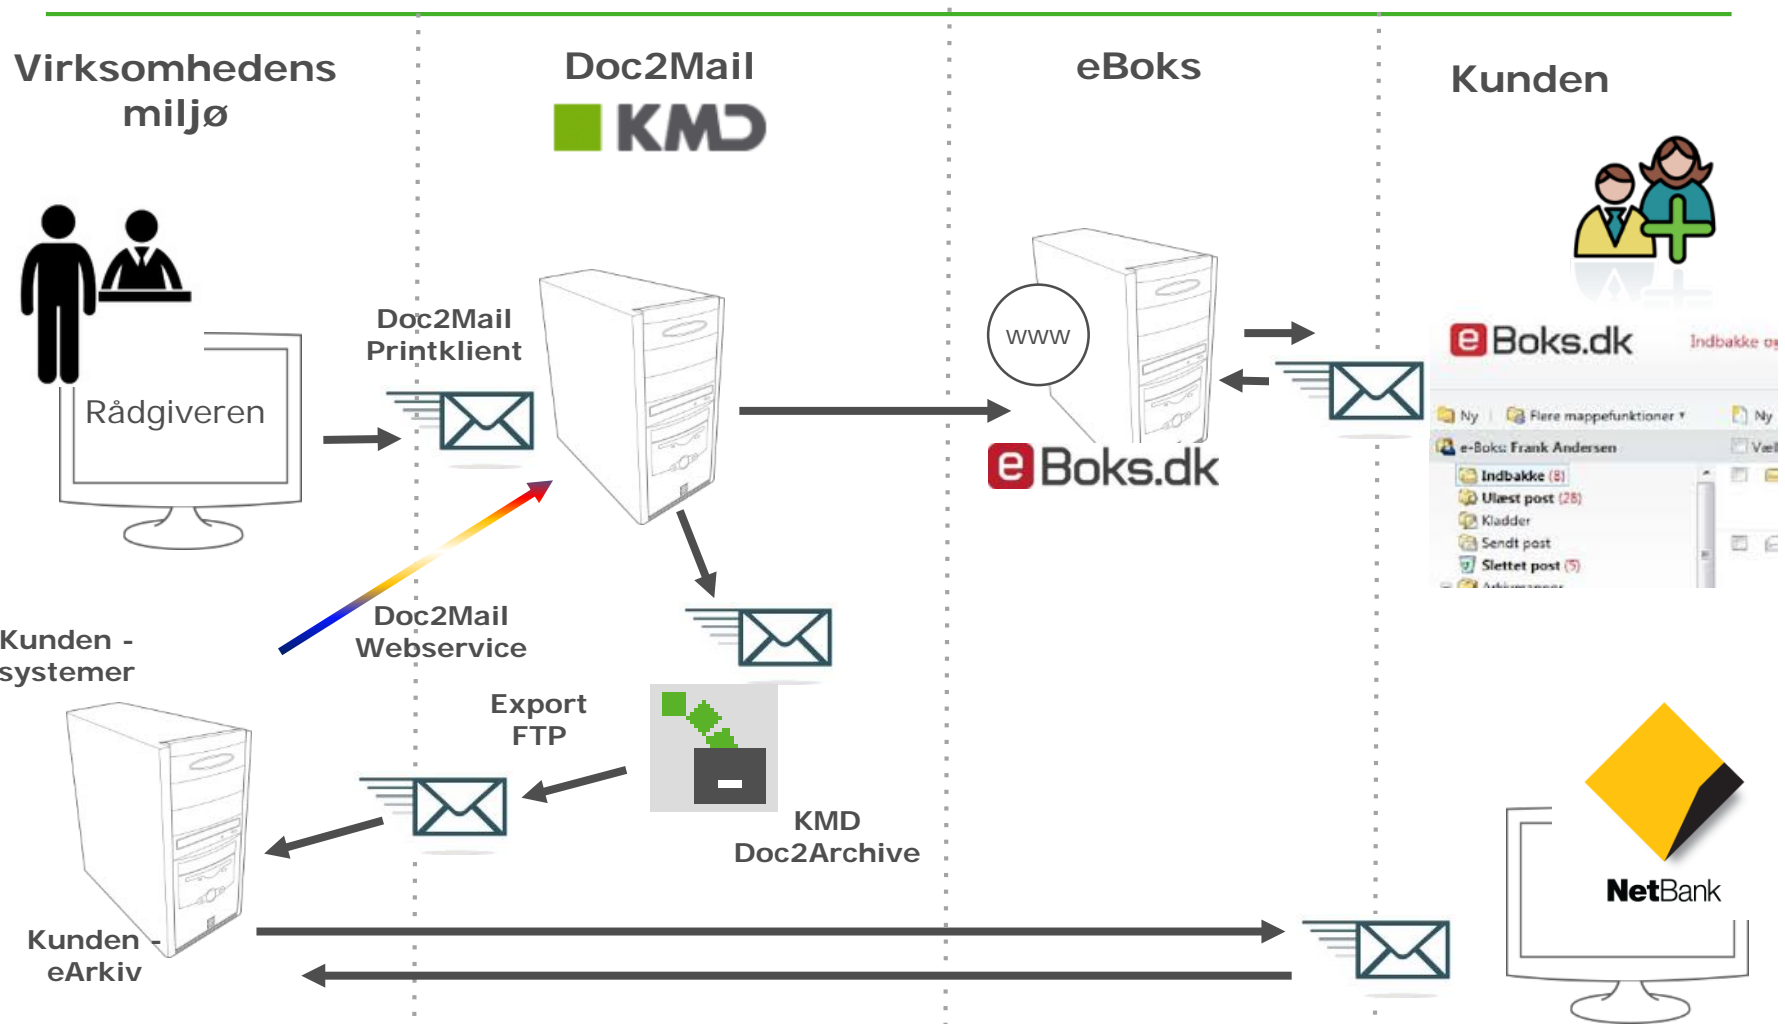 Virksomhedens
miljø
Doc2Mail
KMD
eBoks
Kunden
Rådgiveren
Doc2Mail
Printklient
www
eBoks.dk
eBoks.dk
Indbakke og
Ny
Flere mappefunktioner
Ny
e-Boks: Frank Andersen
Væl
Indbakke (8)
Ulæst post (28)
Kladder
Sendt post
Slettet post (5)
Doc2Mail
Webservice
Kunden -
systemer
Export
FTP
KMD
Doc2Archive
Kunden -
eArkiv
NetBank